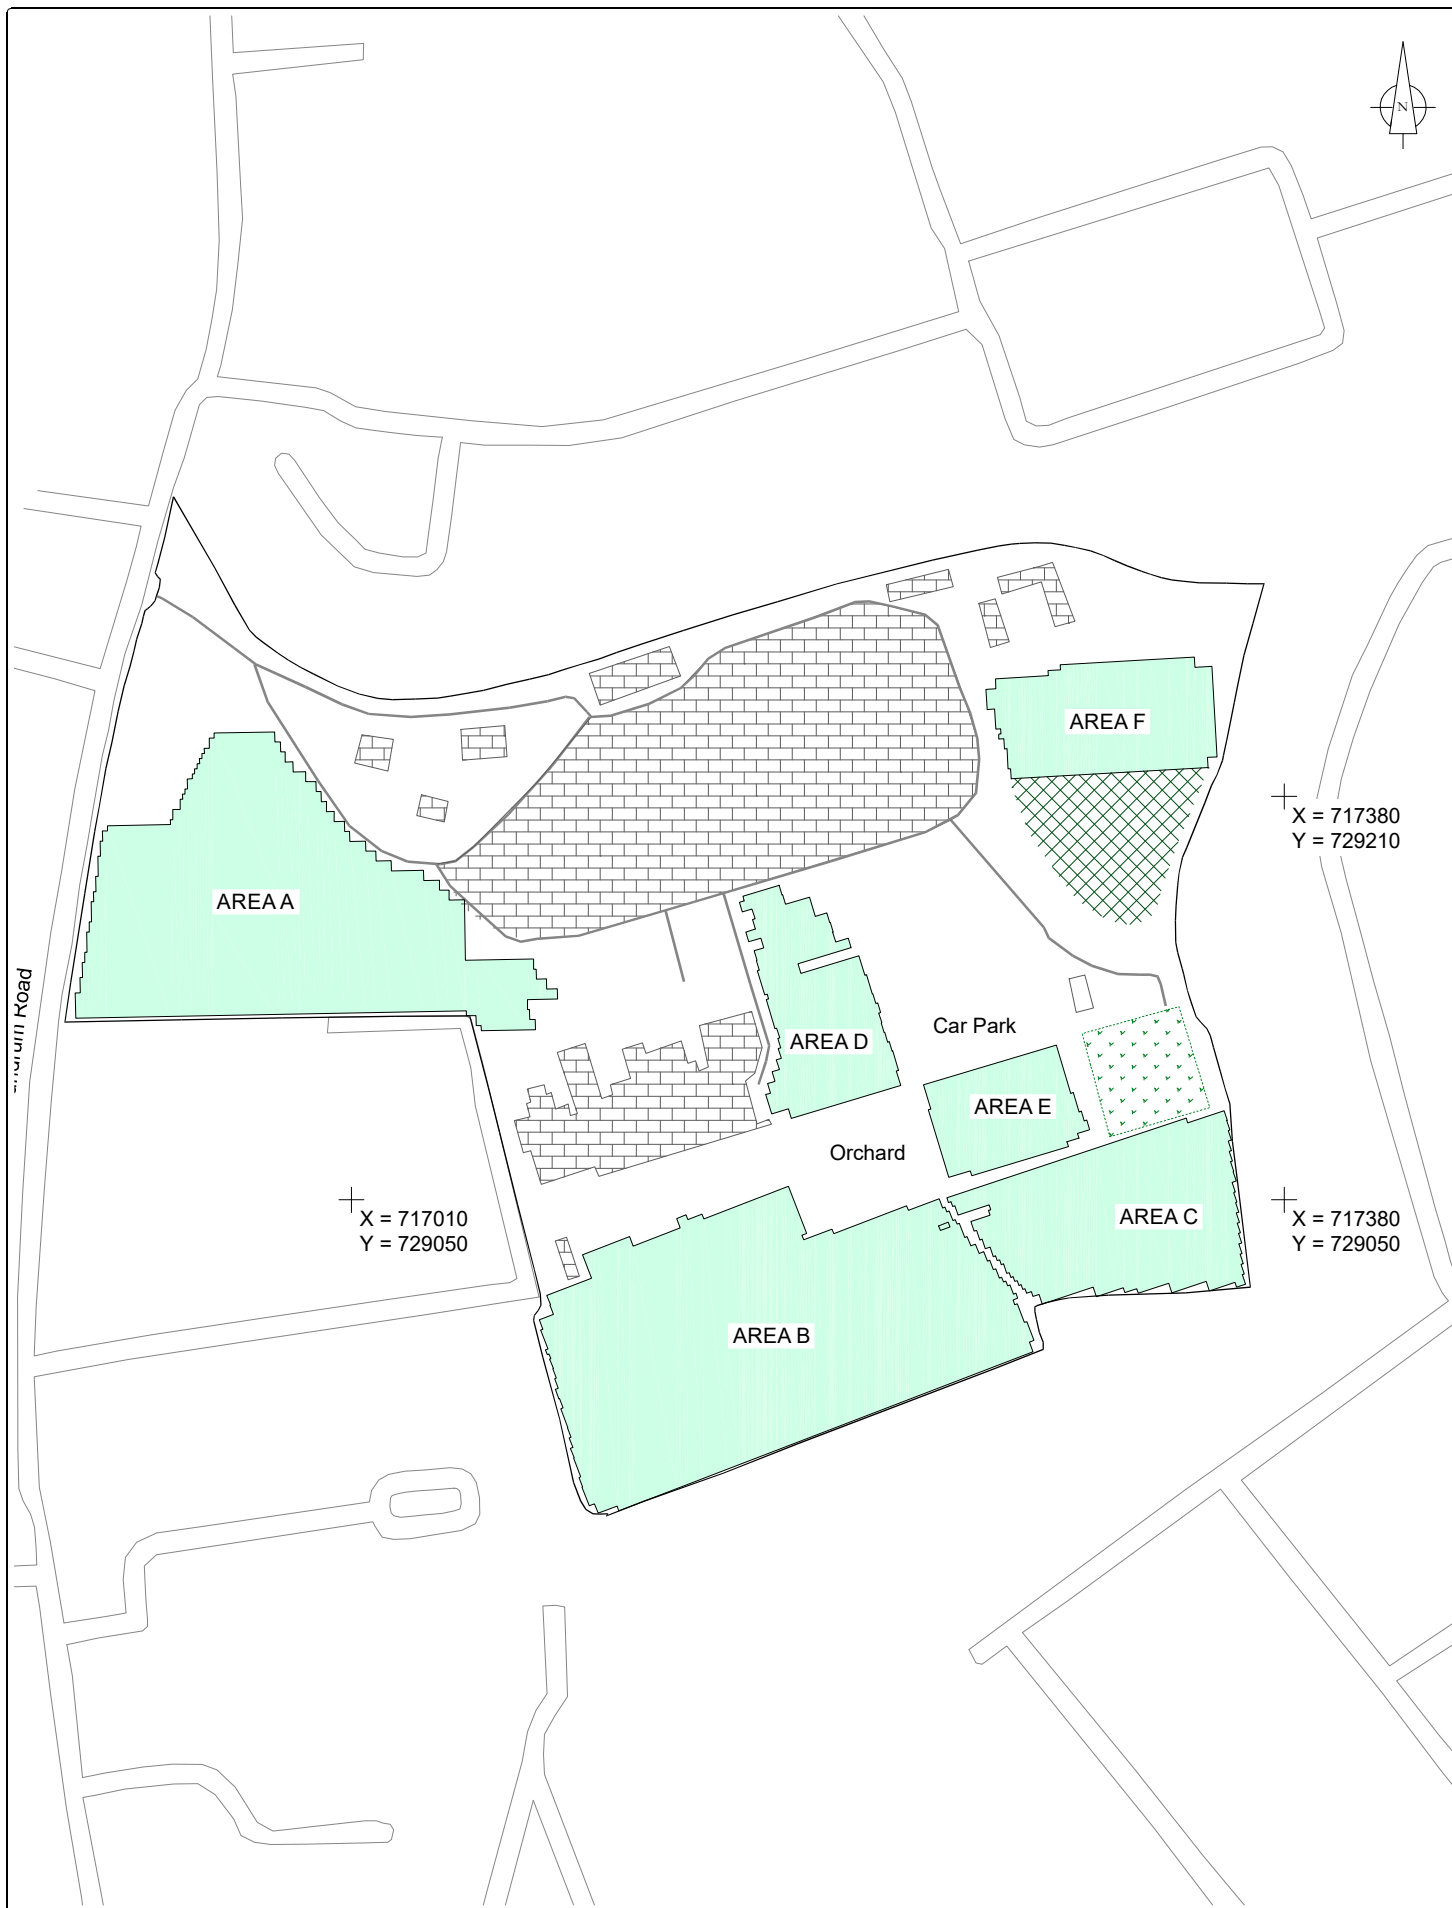 N
AREA F
X = 717380
Y = 729210
AREA A
Road
Car Park
AREA D
AREA E
Orchard
X = 717010
Y = 729050
AREA C
X = 717380
Y = 729050
AREA B